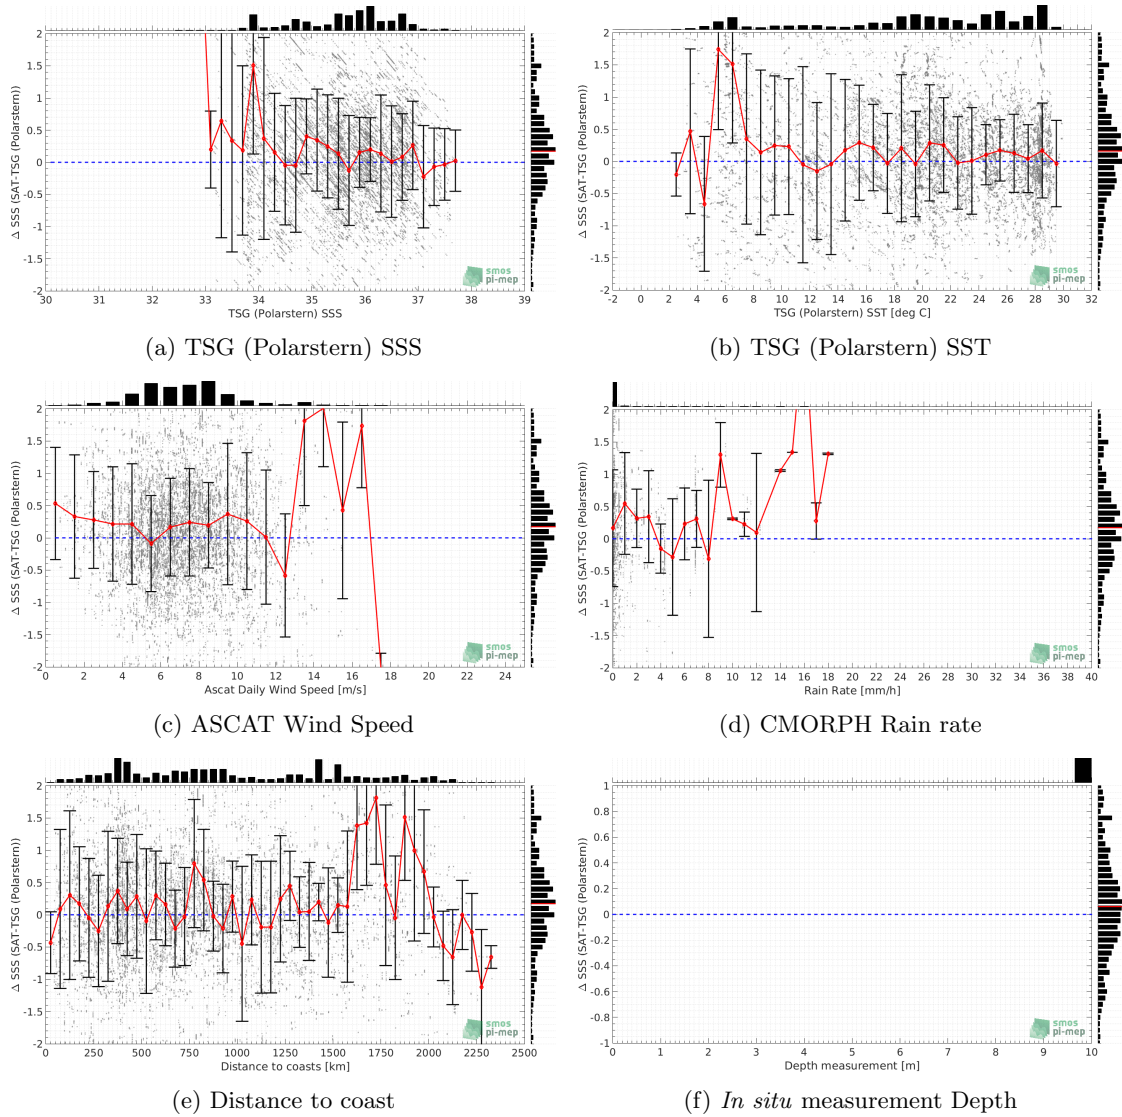 2
1.5
1
0.5
0
-0.5
-1
-1.5
-2
Δ SSS (SAT-TSG (Polarstern))
30 31 32 33 34 35 36 37 38 39
TSG (Polarstern) SSS
smos
pi-mep
(a) TSG (Polarstern) SSS
2
1.5
1
0.5
0
-0.5
-1
-1.5
-2
Δ SSS (SAT-TSG (Polarstern))
-2 0 2 4 6 8 10 12 14 16 18 20 22 24 26 28 30 32
TSG (Polarstern) SST [deg C]
smos
pi-mep
(b) TSG (Polarstern) SST
2
1.5
1
0.5
0
-0.5
-1
-1.5
-2
Δ SSS (SAT-TSG (Polarstern))
0 2 4 6 8 10 12 14 16 18 20 22 24
Ascat Daily Wind Speed [m/s]
smos
pi-mep
(c) ASCAT Wind Speed
2
1.5
1
0.5
0
-0.5
-1
-1.5
-2
Δ SSS (SAT-TSG (Polarstern))
0 2 4 6 8 10 12 14 16 18 20 22 24 26 28 30 32 34 36 38 40
Rain Rate [mm/h]
smos
pi-mep
(d) CMORPH Rain rate
2
1.5
1
0.5
0
-0.5
-1
-1.5
-2
Δ SSS (SAT-TSG (Polarstern))
0 250 500 750 1000 1250 1500 1750 2000 2250 2500
Distance to coasts [km]
smos
pi-mep
(e) Distance to coast
1
0.8
0.6
0.4
0.2
0
-0.2
-0.4
-0.6
-0.8
-1
Δ SSS (SAT-TSG (Polarstern))
0 1 2 3 4 5 6 7 8 9 10
Depth measurement [m]
smos
pi-mep
(f) In situ measurement Depth